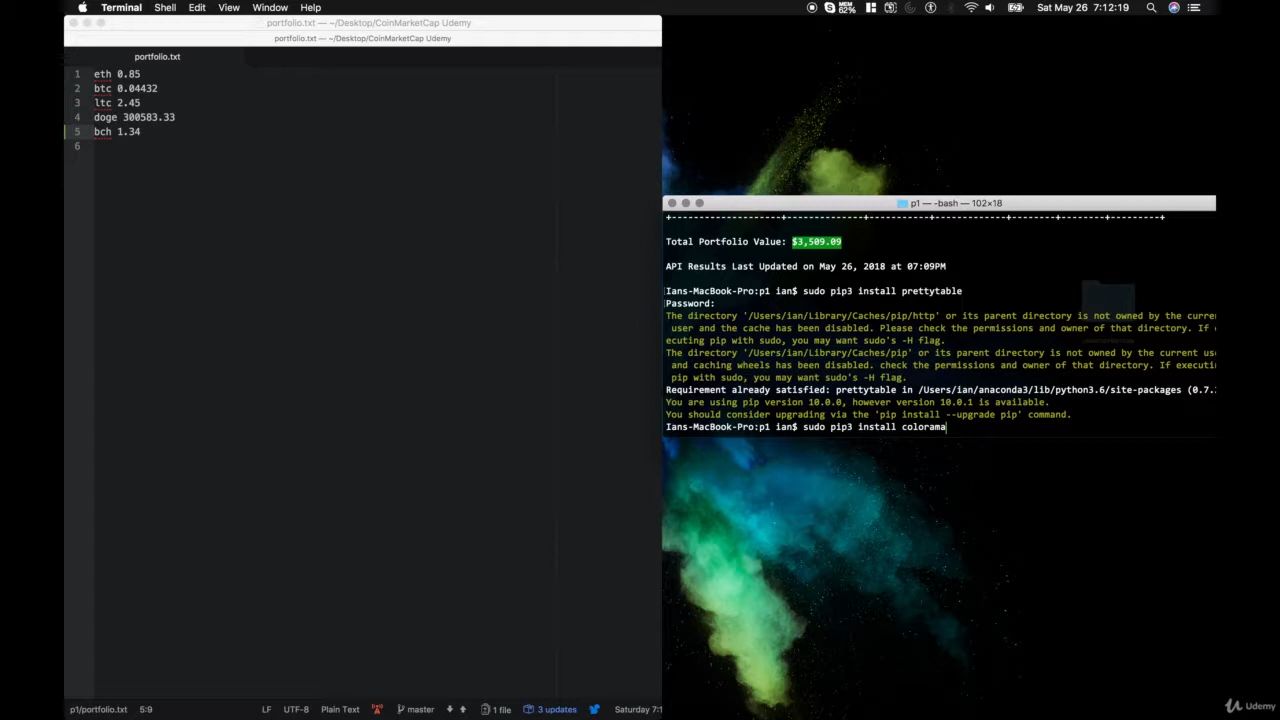 Terminal Shell Edit View Window Help
MEM
62%
Sat May 26 7:12:19
portfolio.txt — ~/Desktop/CoinMarketCap Udemy
portfolio.txt — ~/Desktop/CoinMarketCap Udemy
portfolio.txt
1 eth 0.85
2 btc 0.04432
3 ltc 2.45
4 doge 300583.33
5 bch 1.34
6
p1 — -bash — 102×18
+--------------------+--------------+-----------+--------------+--------+--------+---------+
Total Portfolio Value: $3,509.09
API Results Last Updated on May 26, 2018 at 07:09PM
Ians-MacBook-Pro:p1 ian$ sudo pip3 install prettytable
Password:
The directory '/Users/ian/Library/Caches/pip/http' or its parent directory is not owned by the curre
user and the cache has been disabled. Please check the permissions and owner of that directory. If
ecuting pip with sudo, you may want sudo's -H flag.
The directory '/Users/ian/Library/Caches/pip' or its parent directory is not owned by the current us
and caching wheels has been disabled. check the permissions and owner of that directory. If executi
pip with sudo, you may want sudo's -H flag.
Requirement already satisfied: prettytable in /Users/ian/anaconda3/lib/python3.6/site-packages (0.7.
You are using pip version 10.0.0, however version 10.0.1 is available.
You should consider upgrading via the 'pip install --upgrade pip' command.
Ians-MacBook-Pro:p1 ian$ sudo pip3 install colorama
p1/portfolio.txt 5:9 LF UTF-8 Plain Text master 1 file 3 updates Saturday 7:1
Udemy